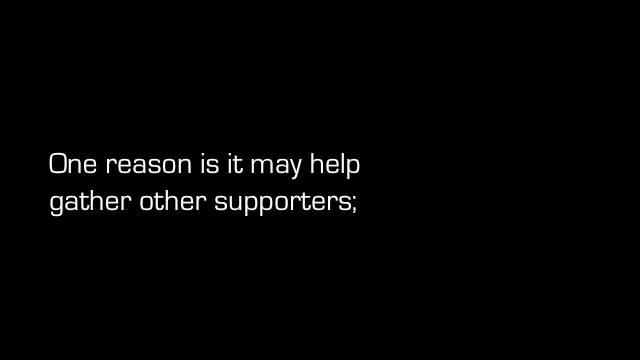 One reason is it may help
gather other supporters;